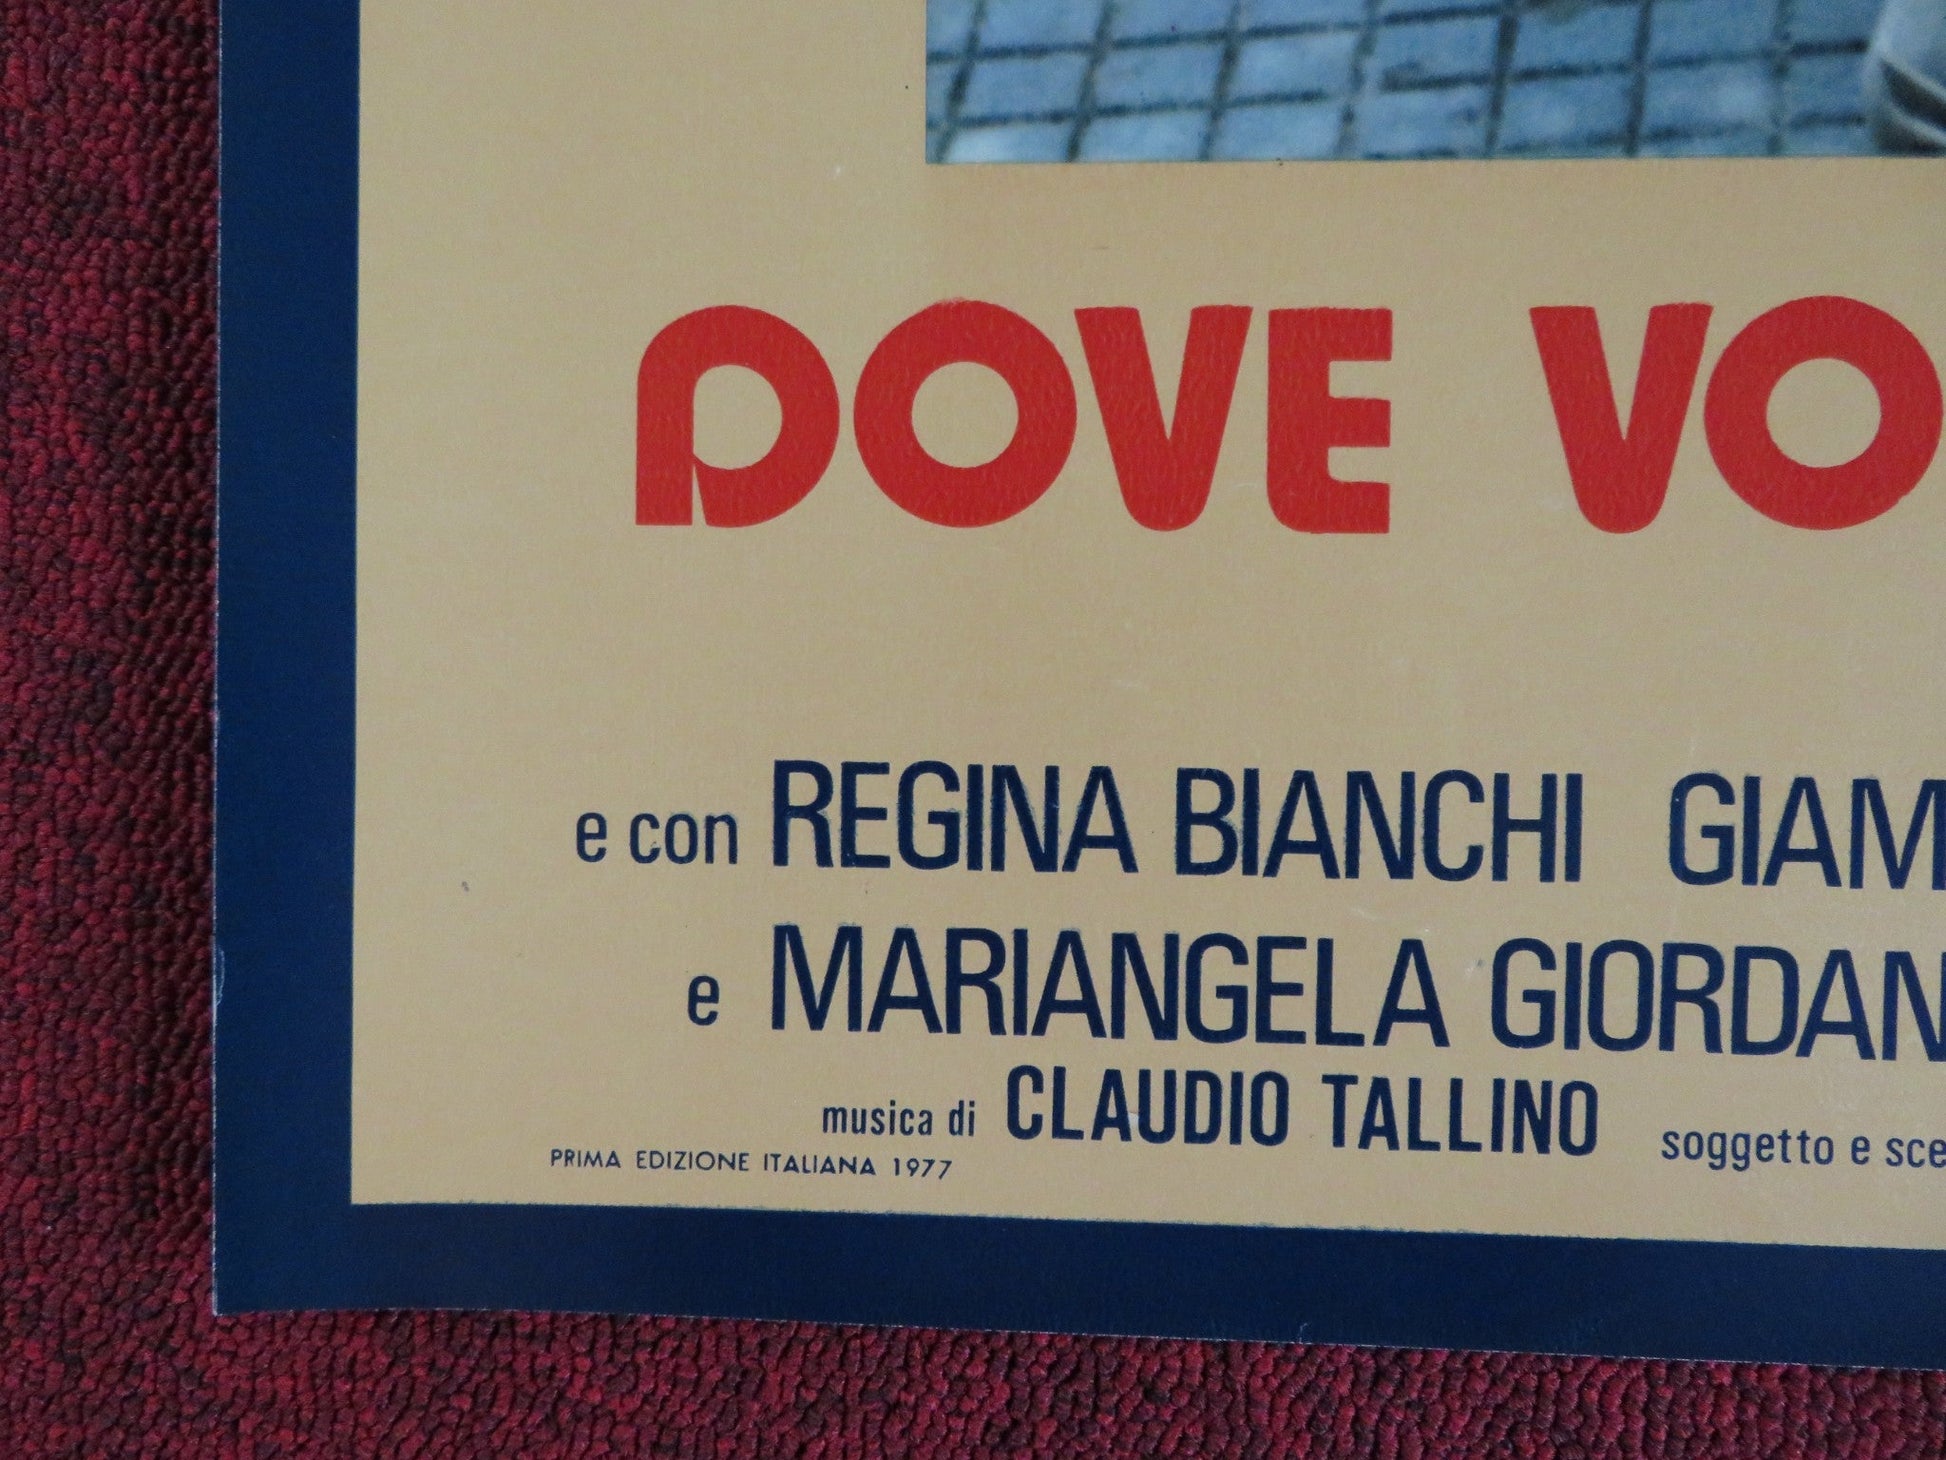 DOVE VO
e con REGINA BIANCHI GIAM
e MARIANGELA GIORDAN
musica di CLAUDIO TALLINO soggetto e sce
PRIMA EDIZIONE ITALIANA 1977